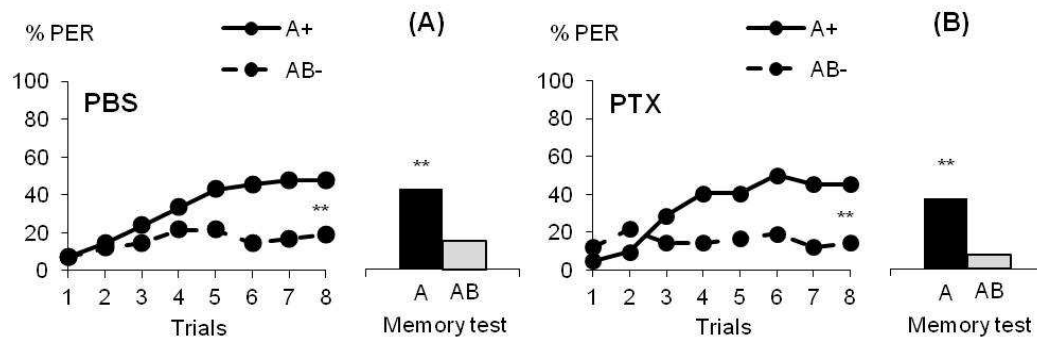 % PER
A+
(A)
AB-
PBS
100
80
60
40
20
0
**
1 2 3 4 5 6 7 8
Trials
**
A AB
Memory test
% PER
A+
(B)
AB-
PTX
100
80
60
40
20
0
**
1 2 3 4 5 6 7 8
Trials
**
A AB
Memory test